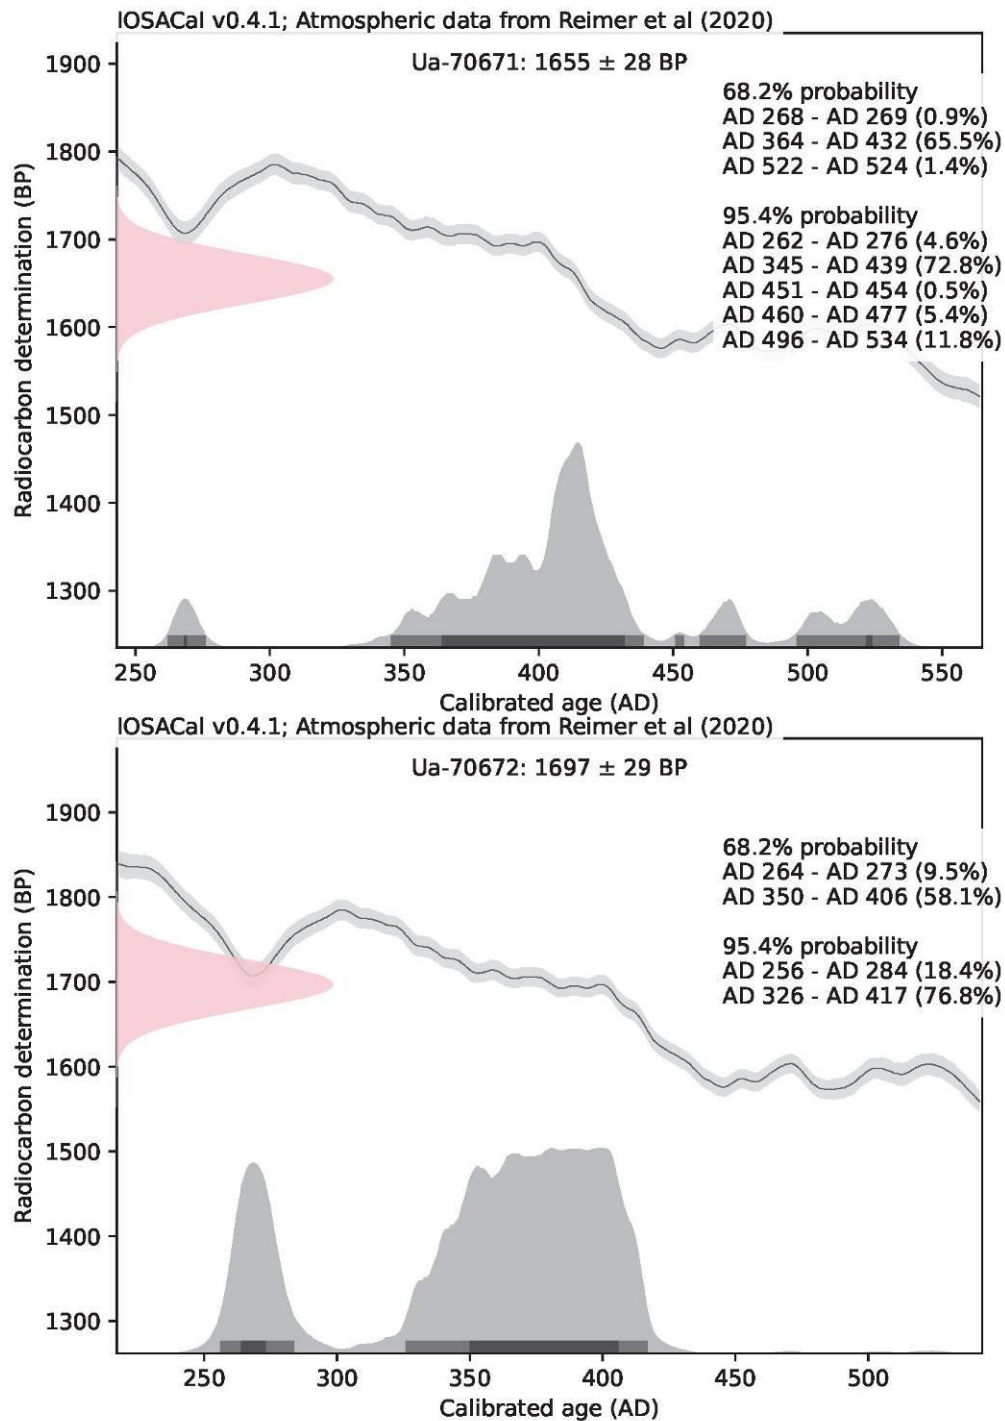 IOSACal v0.4.1; Atmospheric data from Reimer et al (2020)
Ua-70671: 1655 ± 28 BP
68.2% probability
AD 268 - AD 269 (0.9%)
AD 364 - AD 432 (65.5%)
AD 522 - AD 524 (1.4%)
95.4% probability
AD 262 - AD 276 (4.6%)
AD 345 - AD 439 (72.8%)
AD 451 - AD 454 (0.5%)
AD 460 - AD 477 (5.4%)
AD 496 - AD 534 (11.8%)
Radiocarbon determination (BP)
1900
1800
1700
1600
1500
1400
1300
250 300 350 400 450 500 550
Calibrated age (AD)
IOSACal v0.4.1; Atmospheric data from Reimer et al (2020)
Ua-70672: 1697 ± 29 BP
68.2% probability
AD 264 - AD 273 (9.5%)
AD 350 - AD 406 (58.1%)
95.4% probability
AD 256 - AD 284 (18.4%)
AD 326 - AD 417 (76.8%)
Radiocarbon determination (BP)
1900
1800
1700
1600
1500
1400
1300
250 300 350 400 450 500
Calibrated age (AD)